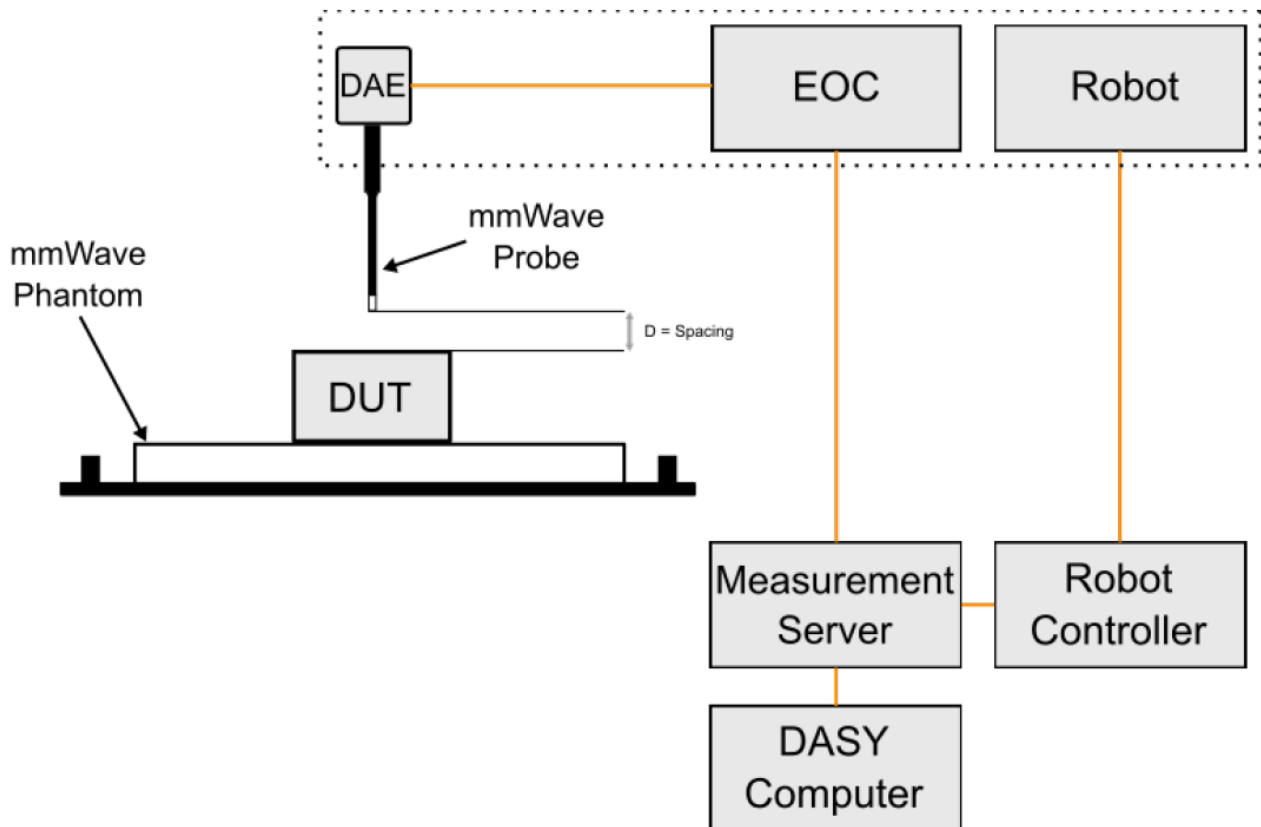 DAE
EOC
Robot
mmWave
Probe
mmWave
Phantom
D = Spacing
DUT
Measurement
Server
Robot
Controller
DASY
Computer